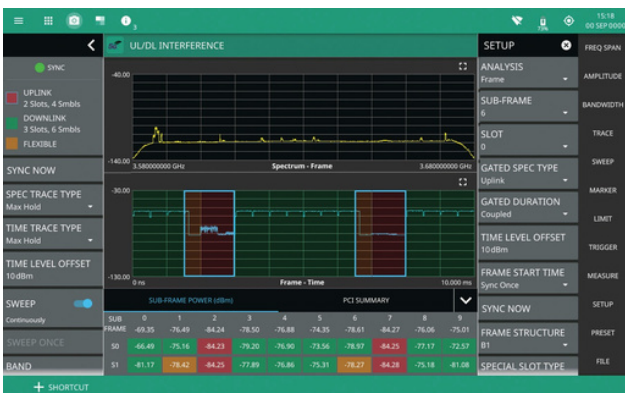 3
73%
15:18
00 SEP 0000
UL/DL INTERFERENCE
SYNC
UPLINK
2 Slots, 4 Smbls
DOWNLINK
3 Slots, 6 Smbls
FLEXIBLE
SYNC NOW
SPEC TRACE TYPE
Max Hold
TIME TRACE TYPE
Max Hold
TIME LEVEL OFFSET
10dBm
SWEEP
Continuously
SWEEP ONCE
BAND
SHORTCUT
-40.00
-140.00
3.580000000 GHz
Spectrum - Frame
3.680000000 GHz
-30.00
-130.00
0 ns
Frame - Time
10.000 ms
SUB-FRAME POWER (dBm)
PCI SUMMARY
SUB 0 1 2 3 4 5 6 7 8 9
FRAME -69.35 -76.49 -84.24 -78.50 -76.88 -74.35 -78.61 -84.27 -76.06 -75.01
S0 -66.49 -75.16 -84.23 -79.20 -76.90 -73.56 -78.97 -84.25 -77.17 -72.57
S1 -81.17 -78.42 -84.25 -77.89 -76.86 -75.31 -78.27 -84.28 -75.18 -81.08
SETUP
ANALYSIS
Frame
SUB-FRAME
6
SLOT
0
GATED SPEC TYPE
Uplink
GATED DURATION
Coupled
TIME LEVEL OFFSET
10dBm
FRAME START TIME
Sync Once
SYNC NOW
FRAME STRUCTURE
B1
SPECIAL SLOT TYPE
FREQ SPAN
AMPLITUDE
BANDWIDTH
TRACE
SWEEP
MARKER
LIMIT
TRIGGER
MEASURE
SETUP
PRESET
FILE